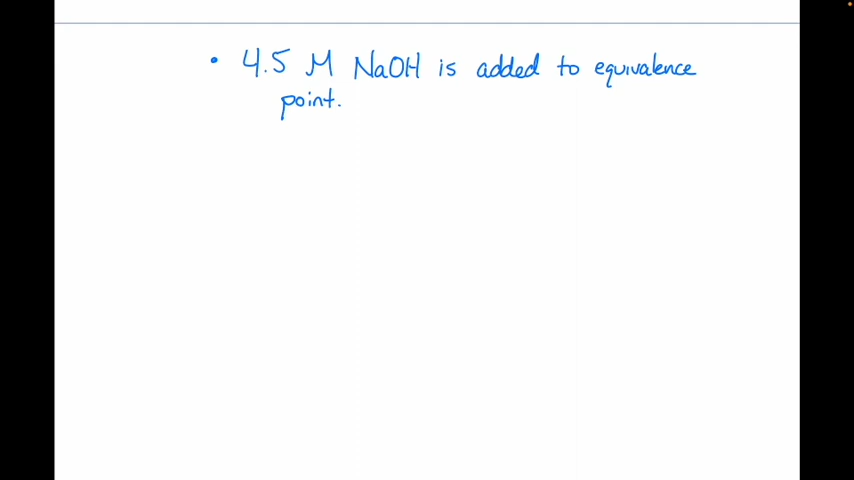 • 4.5 M NaOH is added to equivalence
point.